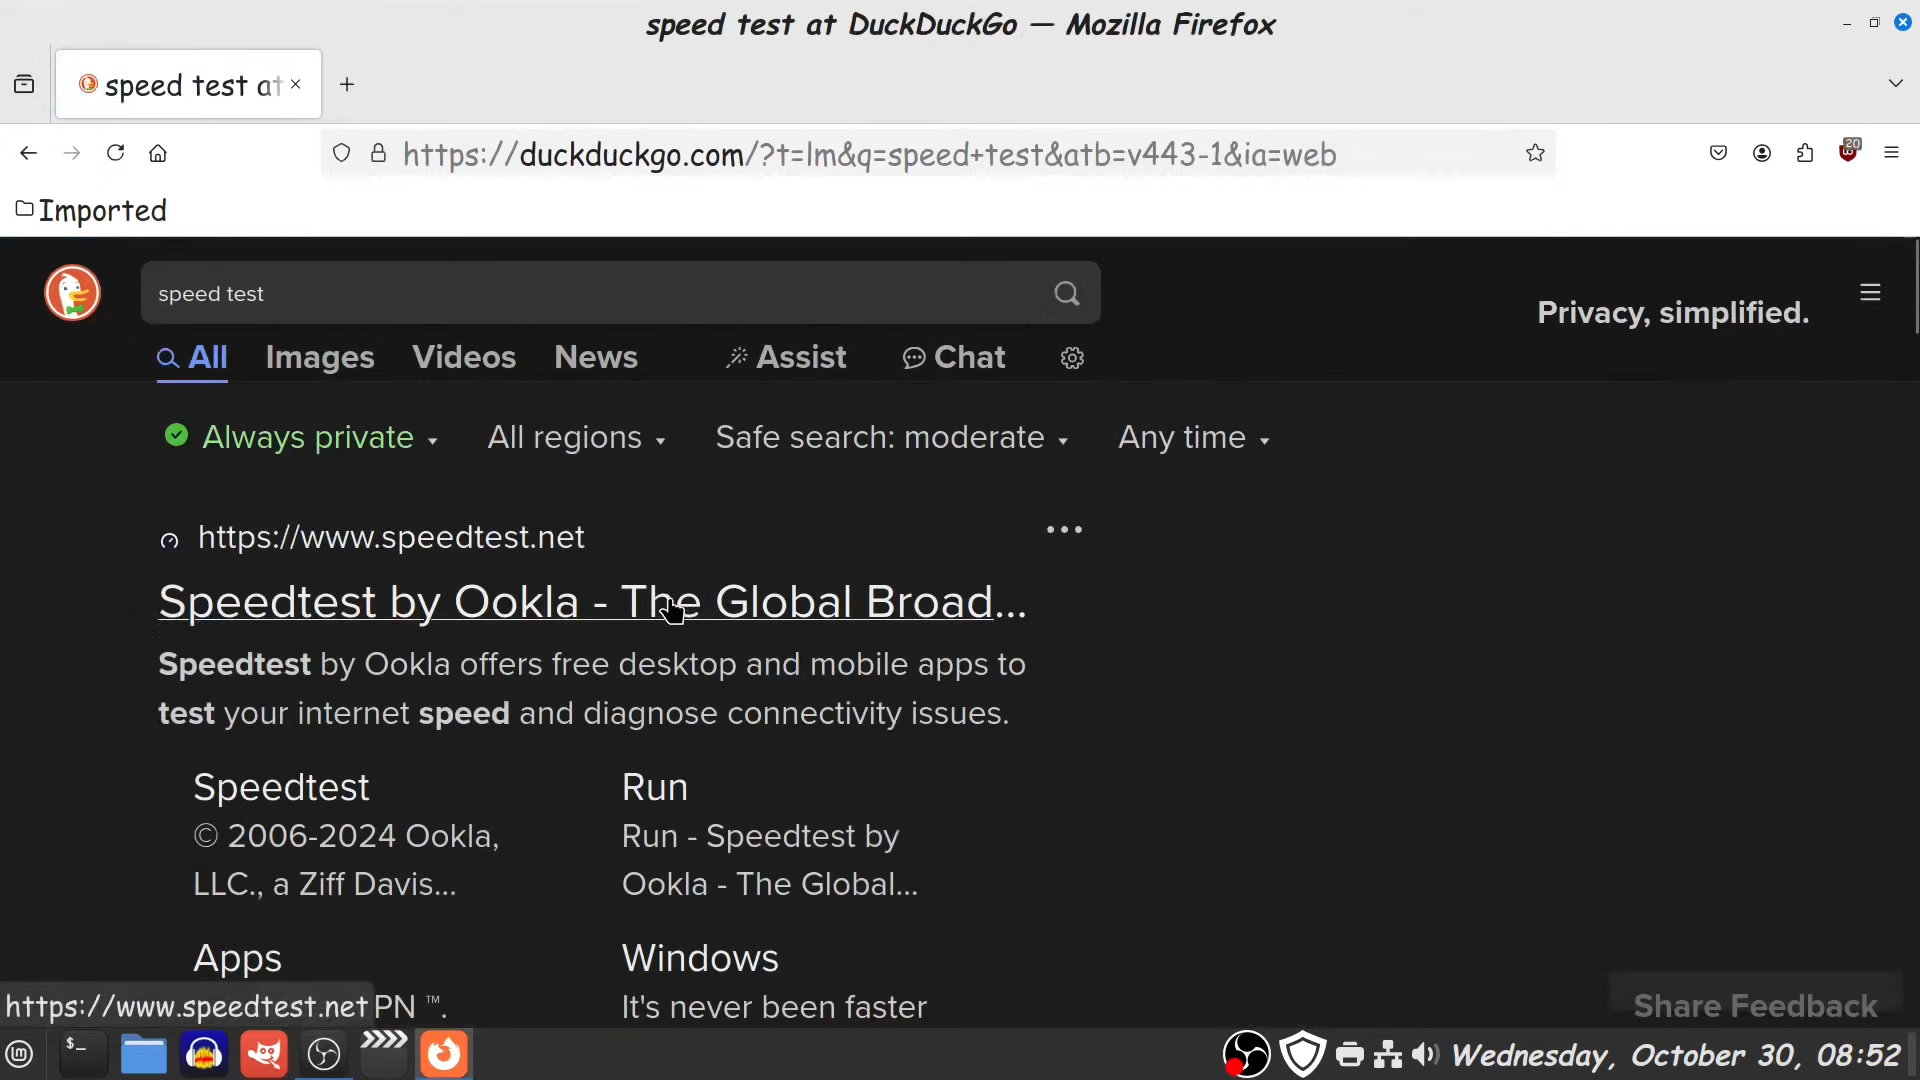 speed test at DuckDuckGo — Mozilla Firefox
speed test at
https://duckduckgo.com/?t=lm&q=speed+test&atb=v443-1&ia=web
20
Imported
speed test
Privacy, simplified.
All Images Videos News Assist Chat
Always private All regions Safe search: moderate Any time
https://www.speedtest.net
Speedtest by Ookla - The Global Broad...
Speedtest by Ookla offers free desktop and mobile apps to
test your internet speed and diagnose connectivity issues.
Speedtest
© 2006-2024 Ookla,
LLC., a Ziff Davis...
Run
Run - Speedtest by
Ookla - The Global...
Apps
PN ™.
Windows
It's never been faster
https://www.speedtest.net
Share Feedback
$_
Wednesday, October 30, 08:52